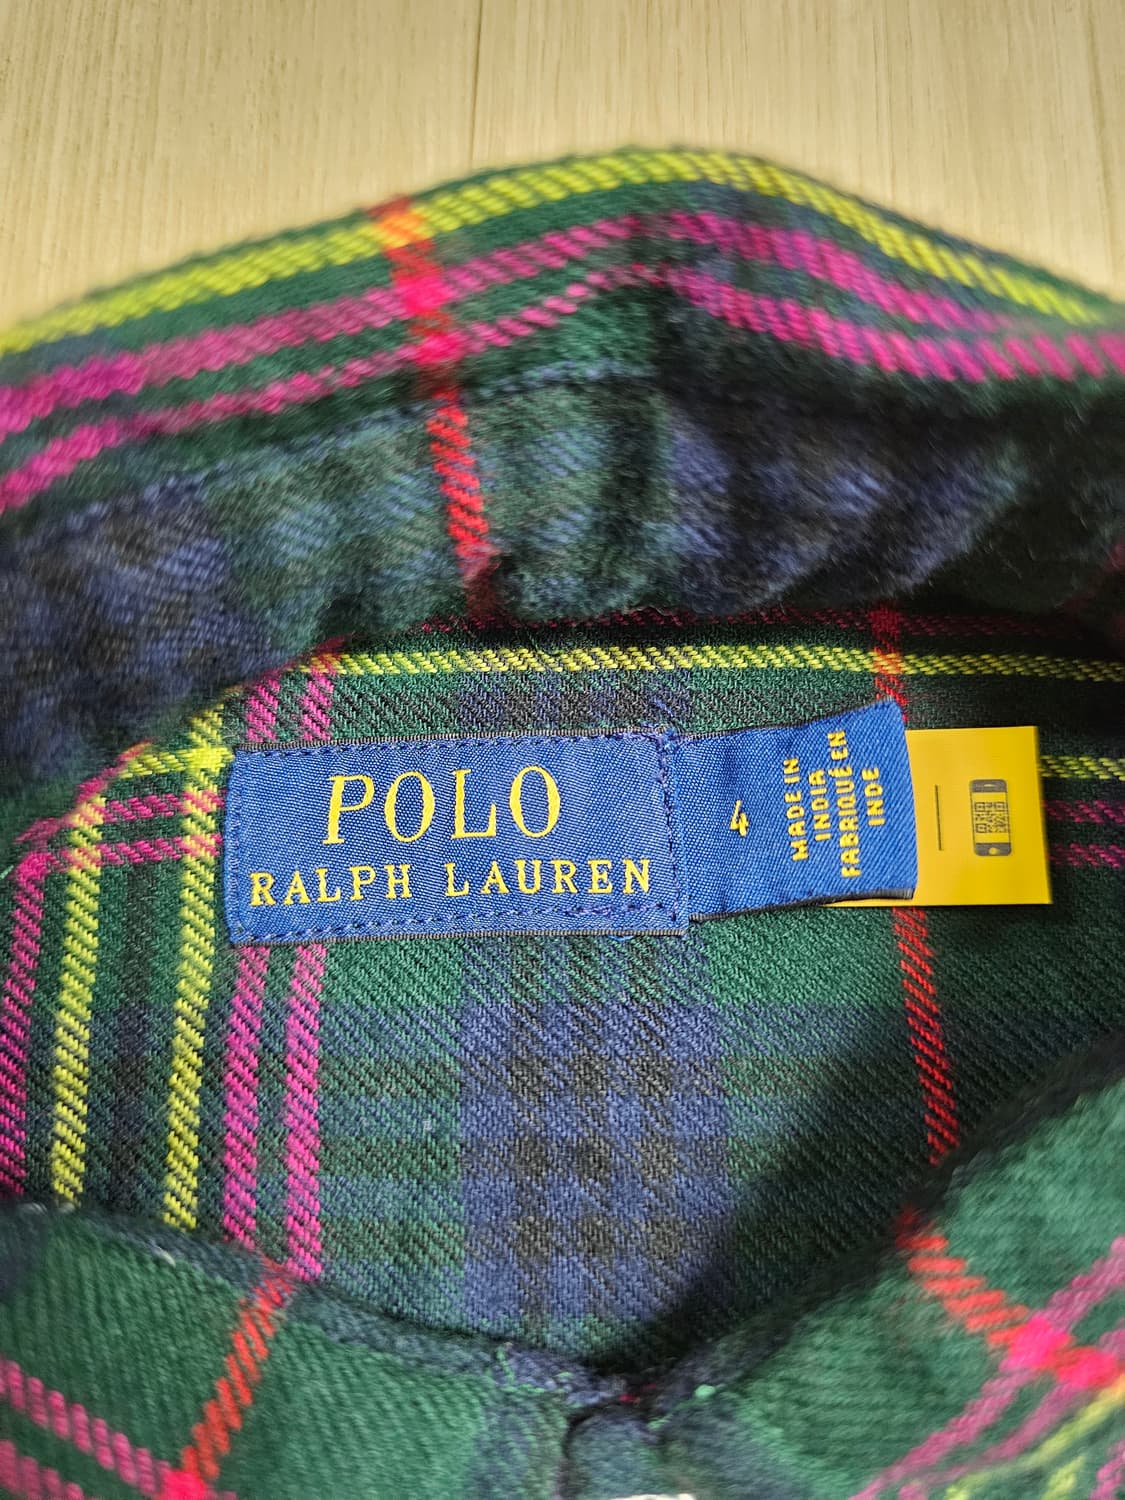 POLO
RALPH LAUREN
4
MADE IN
INDIA
FABRIQUÉ EN
INDE